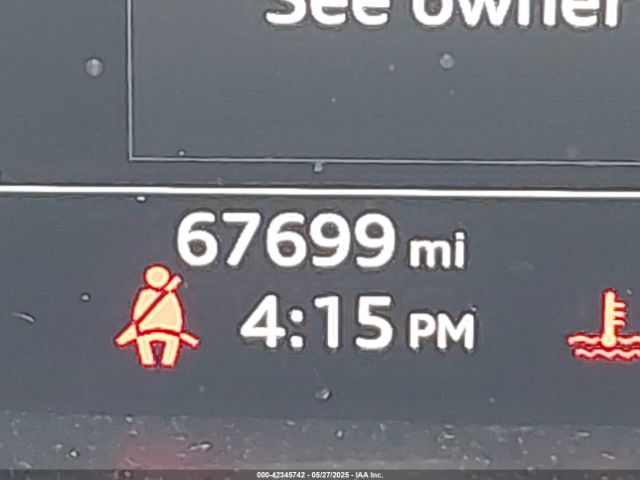 See owner
67699 mi
4:15 PM
000-42345742 - 05/27/2025 - IAA Inc.